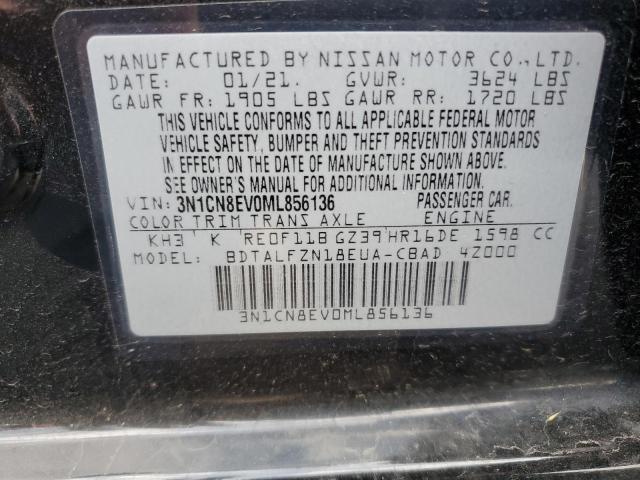 MANUFACTURED BY NISSAN MOTOR CO., LTD.
DATE: 01/21. GVWR: 3624 LBS
GAWR FR: 1905 LBS GAWR RR: 1720 LBS
THIS VEHICLE CONFORMS TO ALL APPLICABLE FEDERAL MOTOR
VEHICLE SAFETY, BUMPER AND THEFT PREVENTION STANDARDS
IN EFFECT ON THE DATE OF MANUFACTURE SHOWN ABOVE.
SEE OWNER'S MANUAL FOR ADDITIONAL INFORMATION
VIN: 3N1CN8EV0ML856136 PASSENGER CAR.
COLOR TRIM TRANS AXLE ENGINE
KH3 K RE0F11B GZ39 HR16DE 1598 CC
MODEL: BDTALFZN18EUA-CBAD 42000
3N1CN8EV0ML856136